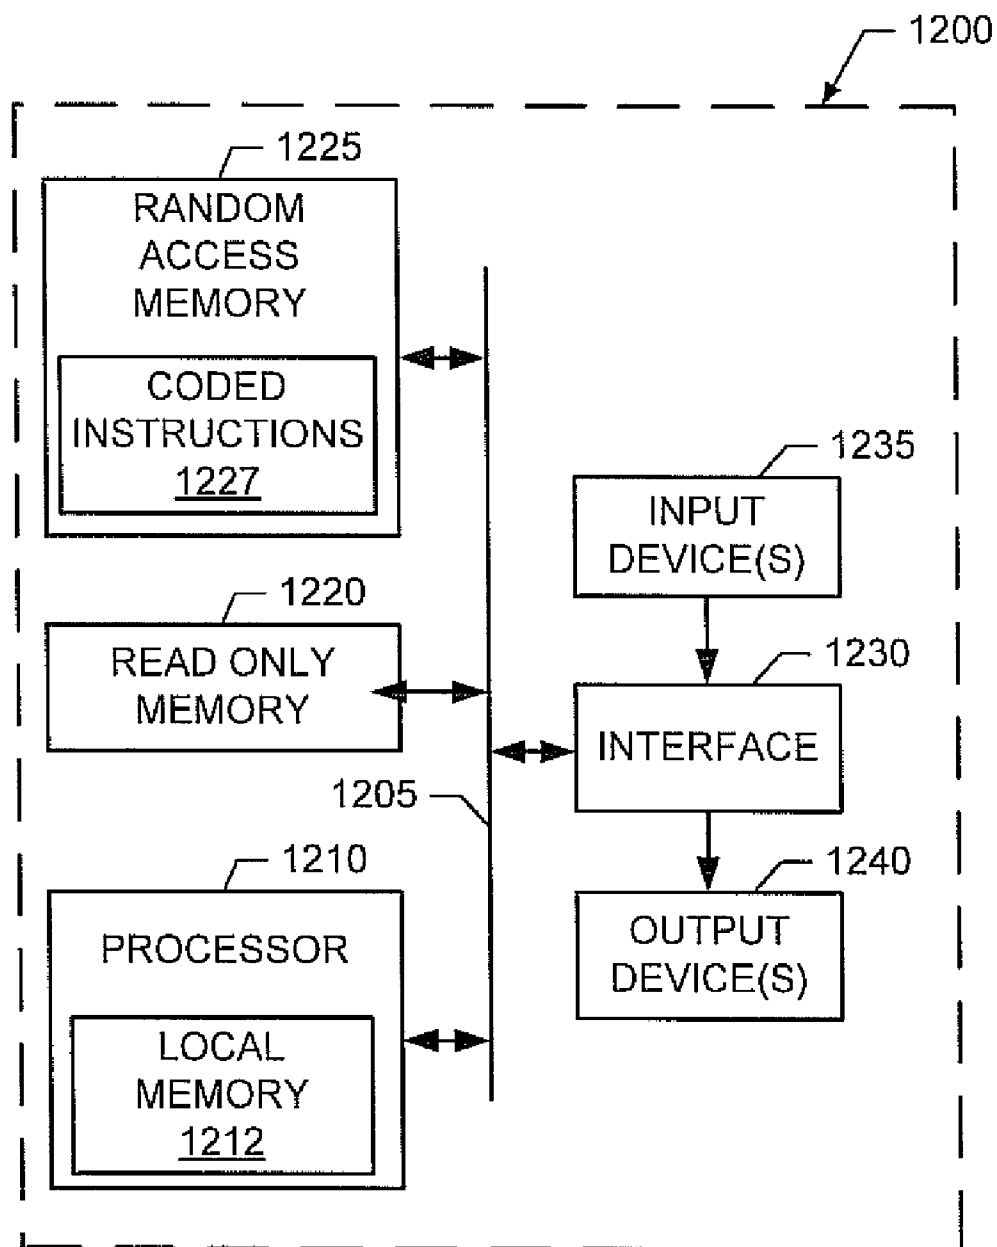 1200
1225
RANDOM
ACCESS
MEMORY
CODED
INSTRUCTIONS
1227
1235
INPUT
DEVICE(S)
1220
READ ONLY
MEMORY
1230
INTERFACE
1205
1210
PROCESSOR
LOCAL
MEMORY
1212
1240
OUTPUT
DEVICE(S)